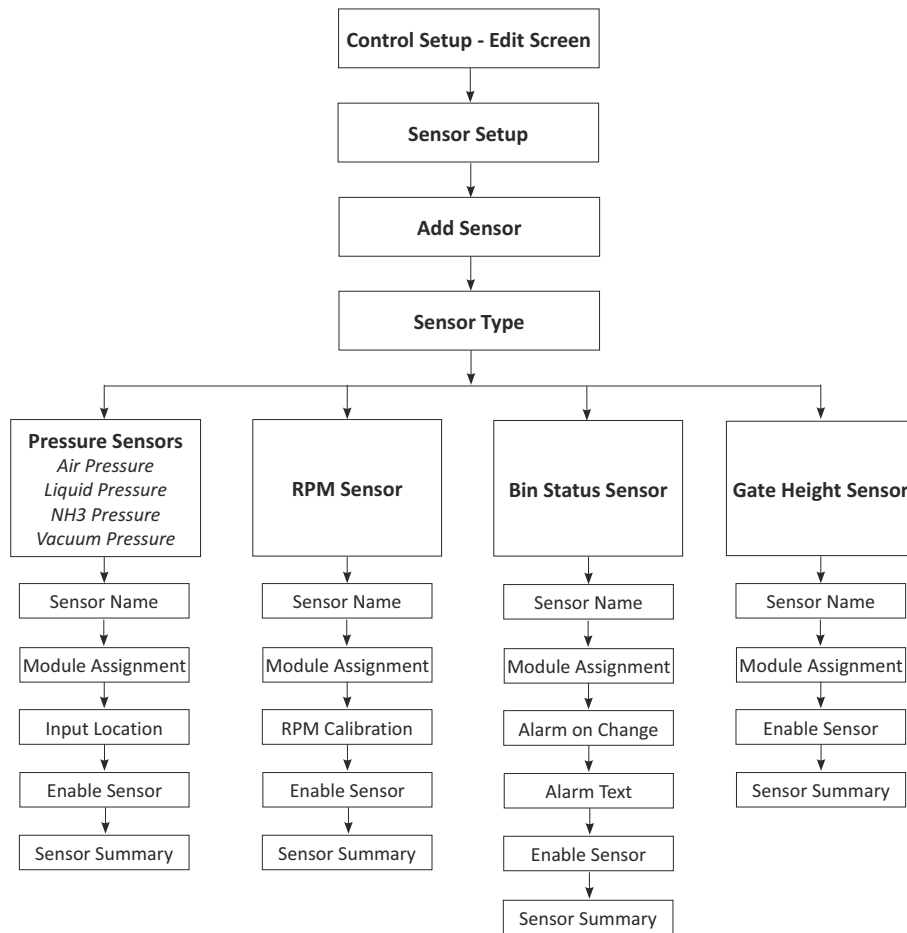 Control Setup - Edit Screen
Sensor Setup
Add Sensor
Sensor Type
Pressure Sensors
Air Pressure
Liquid Pressure
NH3 Pressure
Vacuum Pressure
Sensor Name
Module Assignment
Input Location
Enable Sensor
Sensor Summary
RPM Sensor
Sensor Name
Module Assignment
RPM Calibration
Enable Sensor
Sensor Summary
Bin Status Sensor
Sensor Name
Module Assignment
Alarm on Change
Alarm Text
Enable Sensor
Sensor Summary
Gate Height Sensor
Sensor Name
Module Assignment
Enable Sensor
Sensor Summary